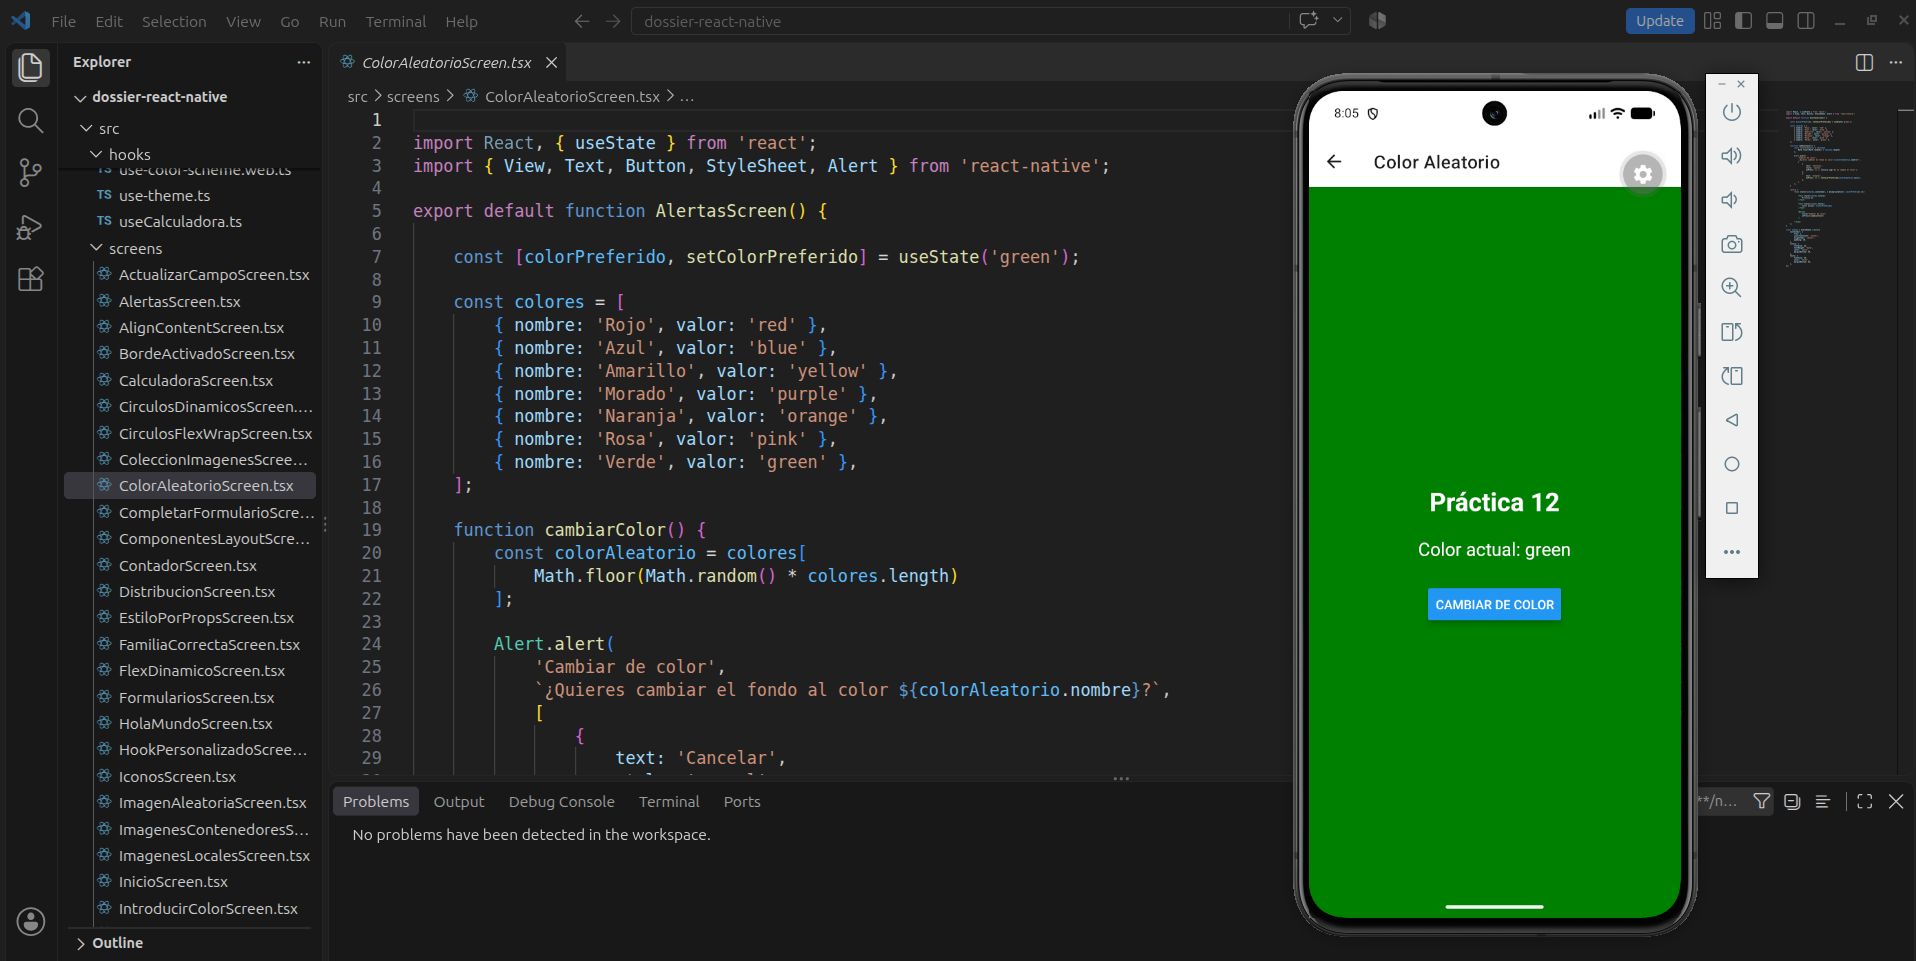 File Edit Selection View Go Run Terminal Help
dossier-react-native
Update
Explorer
dossier-react-native
src
hooks
use-color-scheme.web.ts
TS use-theme.ts
TS useCalculadora.ts
screens
ActualizarCampoScreen.tsx
AlertasScreen.tsx
AlignContentScreen.tsx
BordeActivadoScreen.tsx
CalculadoraScreen.tsx
CirculosDinamicosScreen....
CirculosFlexWrapScreen.tsx
ColeccionImagenesScree...
ColorAleatorioScreen.tsx
CompletarFormularioScre...
ComponentesLayoutScre...
ContadorScreen.tsx
DistribucionScreen.tsx
EstiloPorPropsScreen.tsx
FamiliaCorrectaScreen.tsx
FlexDinamicoScreen.tsx
FormulariosScreen.tsx
HolaMundoScreen.tsx
HookPersonalizadoScree...
IconosScreen.tsx
ImagenAleatoriaScreen.tsx
ImagenesContenedoresS...
ImagenesLocalesScreen.tsx
InicioScreen.tsx
IntroducirColorScreen.tsx
Outline
ColorAleatorioScreen.tsx
src > screens > ColorAleatorioScreen.tsx > ...
1
2 import React, { useState } from 'react';
3 import { View, Text, Button, StyleSheet, Alert } from 'react-native';
4
5 export default function AlertasScreen() {
6
7 const [colorPreferido, setColorPreferido] = useState('green');
8
9 const colores = [
10 { nombre: 'Rojo', valor: 'red' },
11 { nombre: 'Azul', valor: 'blue' },
12 { nombre: 'Amarillo', valor: 'yellow' },
13 { nombre: 'Morado', valor: 'purple' },
14 { nombre: 'Naranja', valor: 'orange' },
15 { nombre: 'Rosa', valor: 'pink' },
16 { nombre: 'Verde', valor: 'green' },
17 ];
18
19 function cambiarColor() {
20 const colorAleatorio = colores[
21 Math.floor(Math.random() * colores.length)
22 ];
23
24 Alert.alert(
25 'Cambiar de color',
26 `¿Quieres cambiar el fondo al color ${colorAleatorio.nombre}?`,
27 [
28 {
29 text: 'Cancelar',
Problems Output Debug Console Terminal Ports
**/n...
No problems have been detected in the workspace.
8:05
Color Aleatorio
Práctica 12
Color actual: green
CAMBIAR DE COLOR